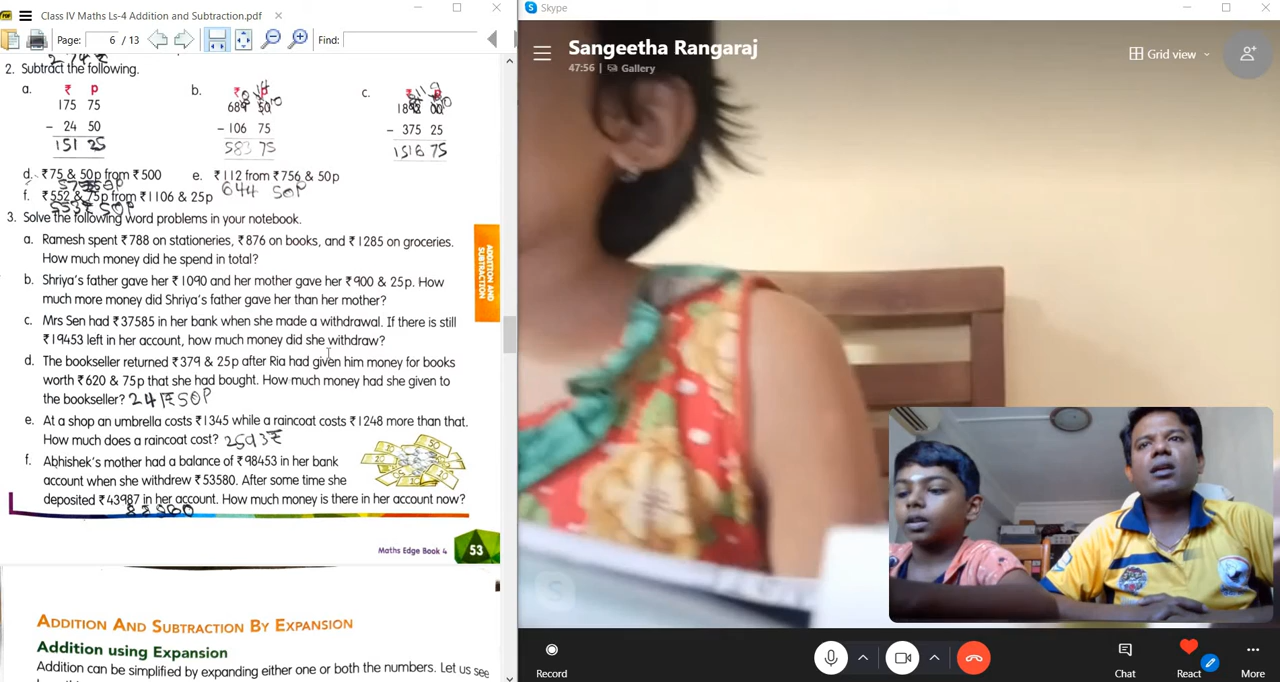 Class IV Maths Ls-4 Addition and Subtraction.pdf
Page: 6 / 13 Find:
2. Subtract the following.
a. ₹ p
175 75
– 24 50
151 25
b. ₹ p
689 50
– 106 75
583 75
c. ₹ p
1892 00
– 375 25
1516 75
d. ₹75 & 50p from ₹500 e. ₹112 from ₹756 & 50p
644 50P
f. ₹552 & 75p from ₹1106 & 25p
553₹ 50P
3. Solve the following word problems in your notebook.
a. Ramesh spent ₹788 on stationeries, ₹876 on books, and ₹1285 on groceries.
How much money did he spend in total?
b. Shriya's father gave her ₹1090 and her mother gave her ₹900 & 25p. How
much more money did Shriya's father gave her than her mother?
c. Mrs Sen had ₹37585 in her bank when she made a withdrawal. If there is still
₹19453 left in her account, how much money did she withdraw?
d. The bookseller returned ₹379 & 25p after Ria had given him money for books
worth ₹620 & 75p that she had bought. How much money had she given to
the bookseller? 241₹50P
e. At a shop an umbrella costs ₹1345 while a raincoat costs ₹1248 more than that.
How much does a raincoat cost? 2593₹
f. Abhishek's mother had a balance of ₹98453 in her bank
account when she withdrew ₹53580. After some time she
deposited ₹43987 in her account. How much money is there in her account now?
ADDITION AND
SUBTRACTION
Maths Edge Book 4 53
ADDITION AND SUBTRACTION BY EXPANSION
Addition using Expansion
Addition can be simplified by expanding either one or both the numbers. Let us see
Skype
Sangeetha Rangaraj
47:56 | Gallery
Grid view
Record
Chat
React
More